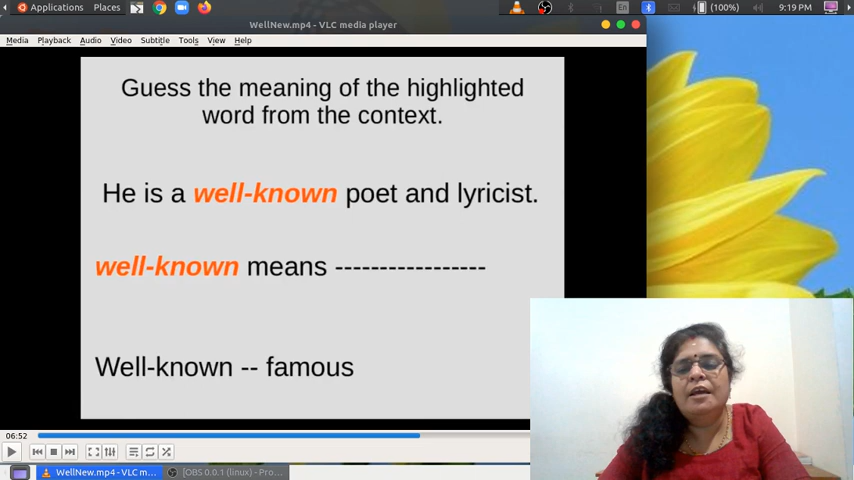 Applications Places En (100%) 9:19 PM
WellNew.mp4 - VLC media player
Media Playback Audio Video Subtitle Tools View Help
Guess the meaning of the highlighted
word from the context.
He is a well-known poet and lyricist.
well-known means -----------------
Well-known -- famous
06:52
WellNew.mp4 - VLC m... [OBS 0.0.1 (linux) - Pro...